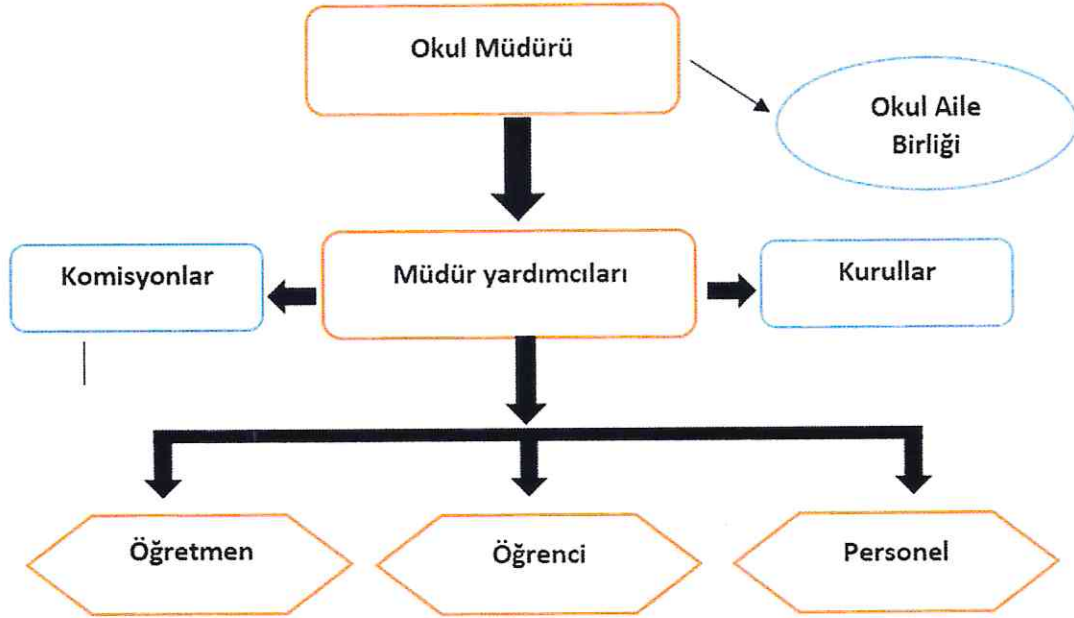 Okul Müdürü
Okul Aile
Birliği
Komisyonlar
Müdür yardımcıları
Kurullar
Öğretmen
Öğrenci
Personel